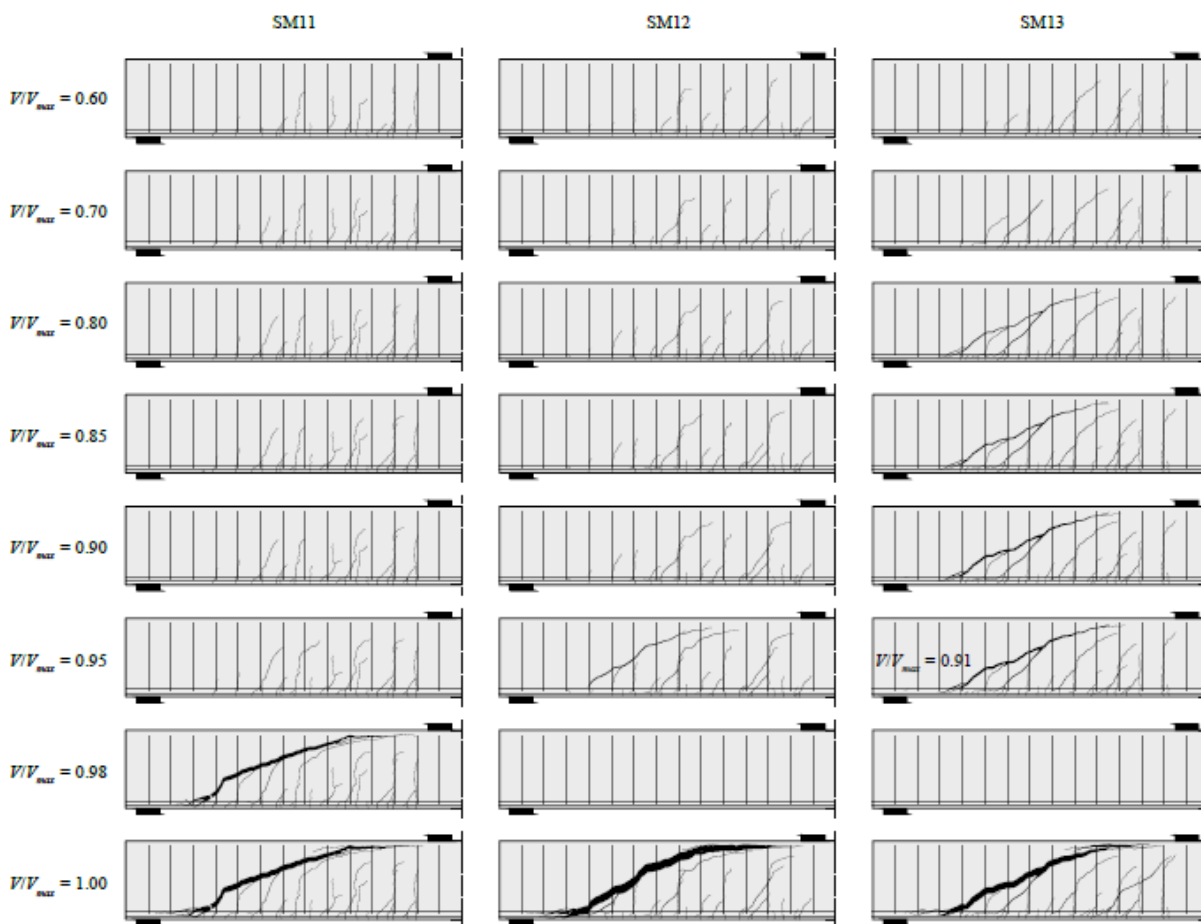 SM11 SM12 SM13
V/Vmax = 0.60
V/Vmax = 0.70
V/Vmax = 0.80
V/Vmax = 0.85
V/Vmax = 0.90
V/Vmax = 0.95 V/Vmax = 0.91
V/Vmax = 0.98
V/Vmax = 1.00